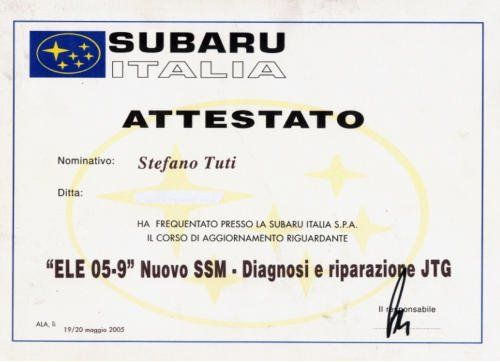 SUBARU
ITALIA
ATTESTATO
Nominativo: Stefano Tuti
Ditta:
HA FREQUENTATO PRESSO LA SUBARU ITALIA S.P.A.
IL CORSO DI AGGIORNAMENTO RIGUARDANTE
"ELE 05-9" Nuovo SSM - Diagnosi e riparazione JTG
Il responsabile
ALA, li 19/20 maggio 2005